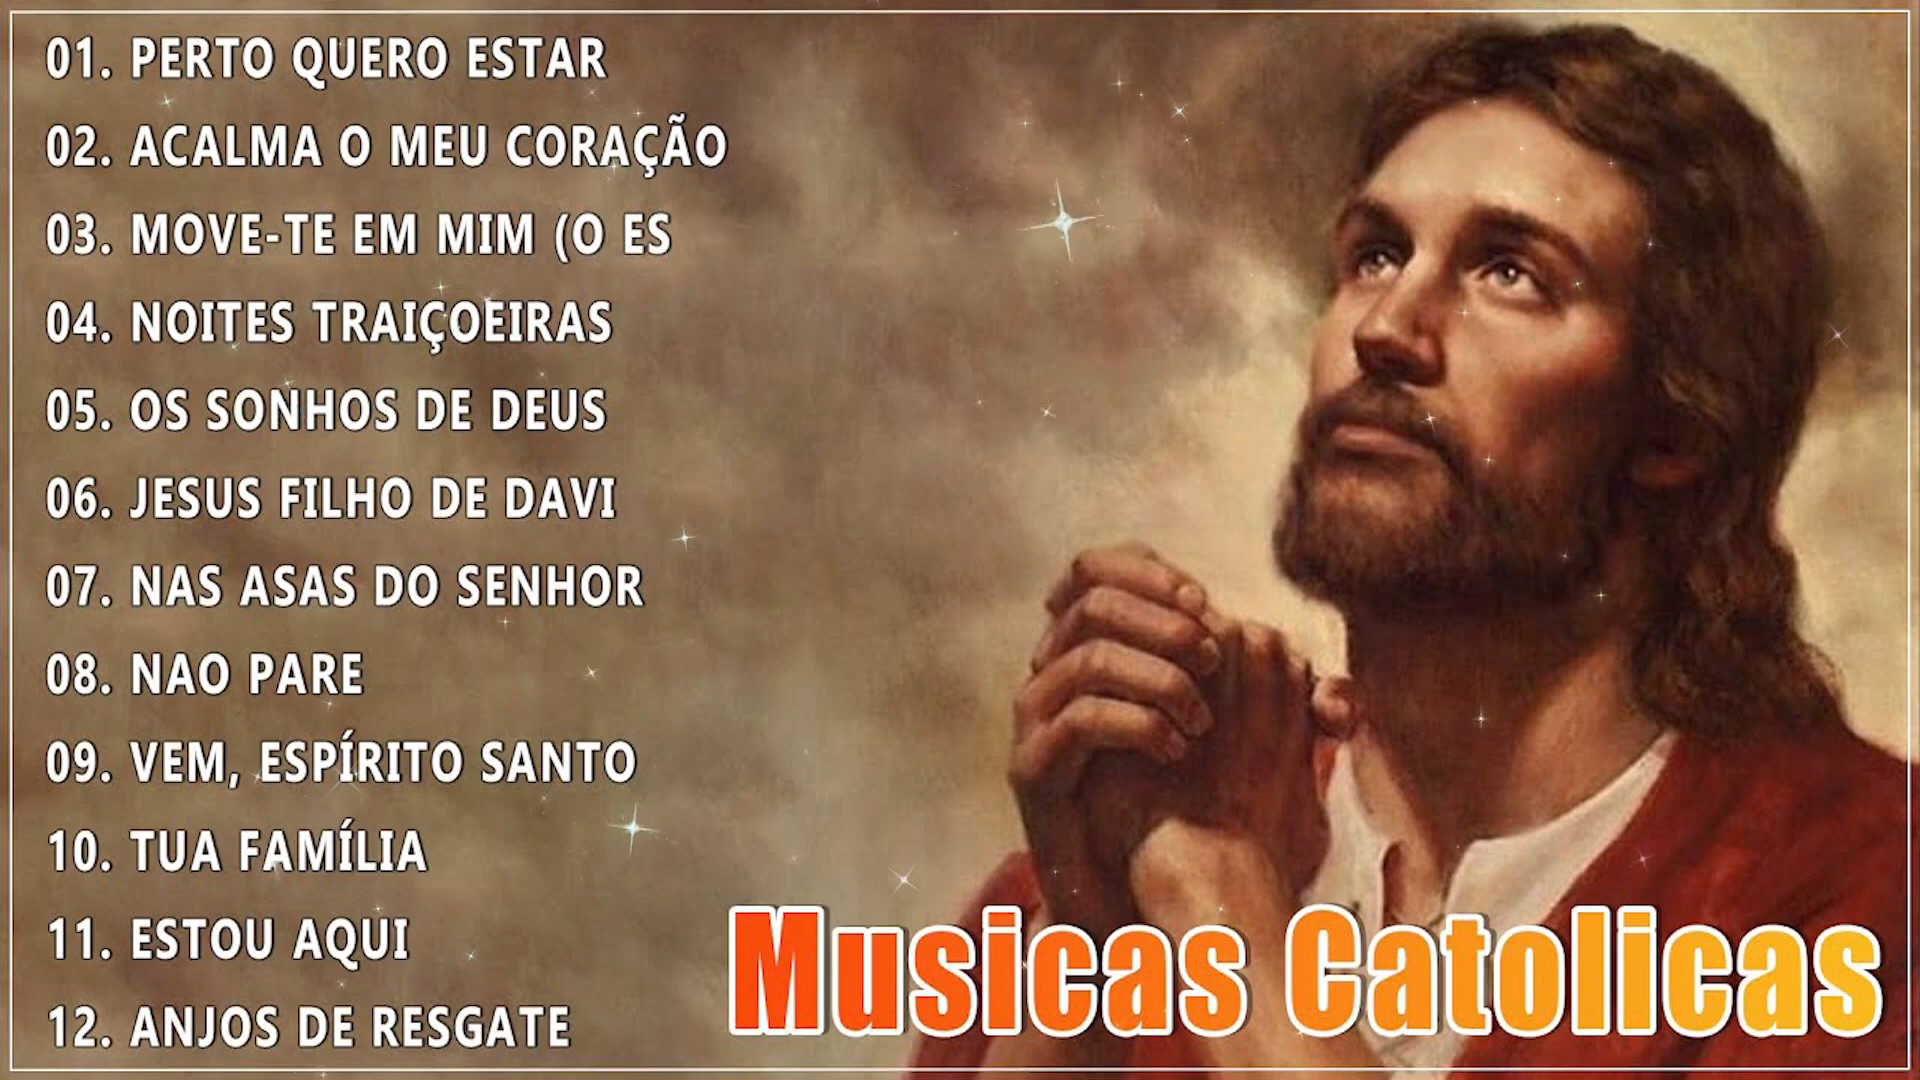 01. PERTO QUERO ESTAR
02. ACALMA O MEU CORAÇÃO
03. MOVE-TE EM MIM (O ES
04. NOITES TRAIÇOEIRAS
05. OS SONHOS DE DEUS
06. JESUS FILHO DE DAVI
07. NAS ASAS DO SENHOR
08. NAO PARE
09. VEM, ESPÍRITO SANTO
10. TUA FAMÍLIA
11. ESTOU AQUI
12. ANJOS DE RESGATE
Musicas Catolicas